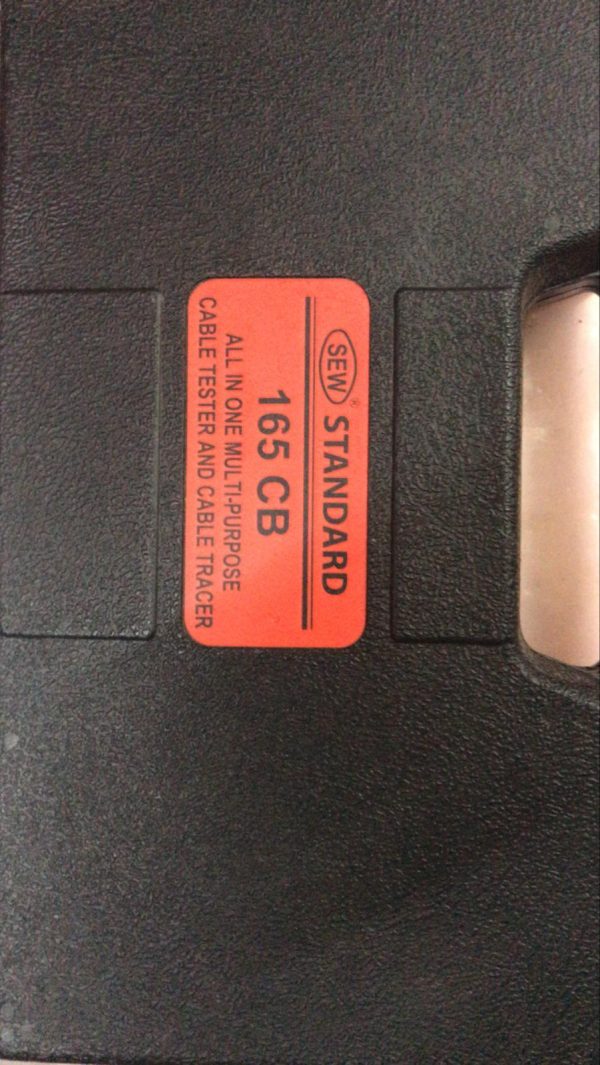 SEW® STANDARD
165 CB
ALL IN ONE MULTI-PURPOSE
CABLE TESTER AND CABLE TRACER